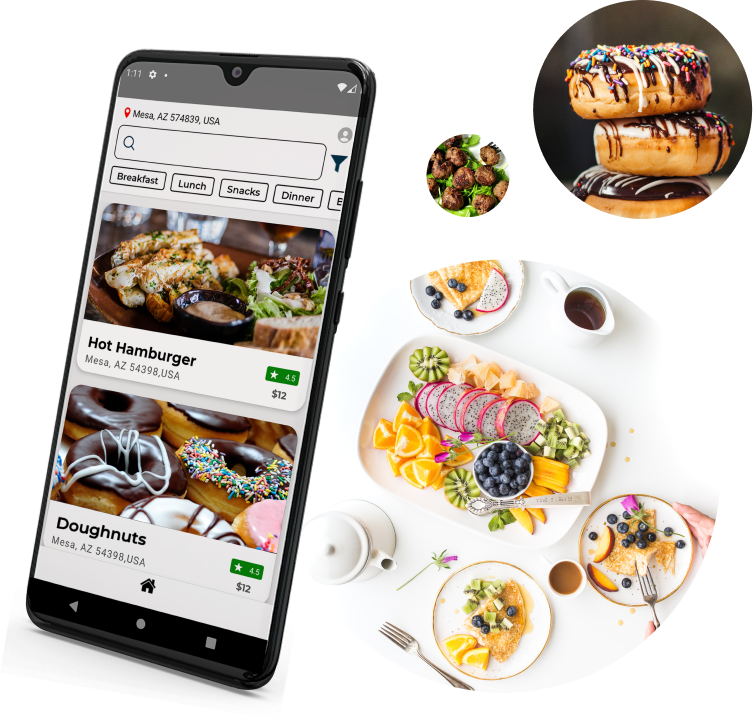 1:11
Mesa, AZ 574839, USA
Breakfast Lunch Snacks Dinner
Hot Hamburger
Mesa, AZ 54398,USA
4.5
$12
Doughnuts
Mesa, AZ 54398,USA
4.5
$12